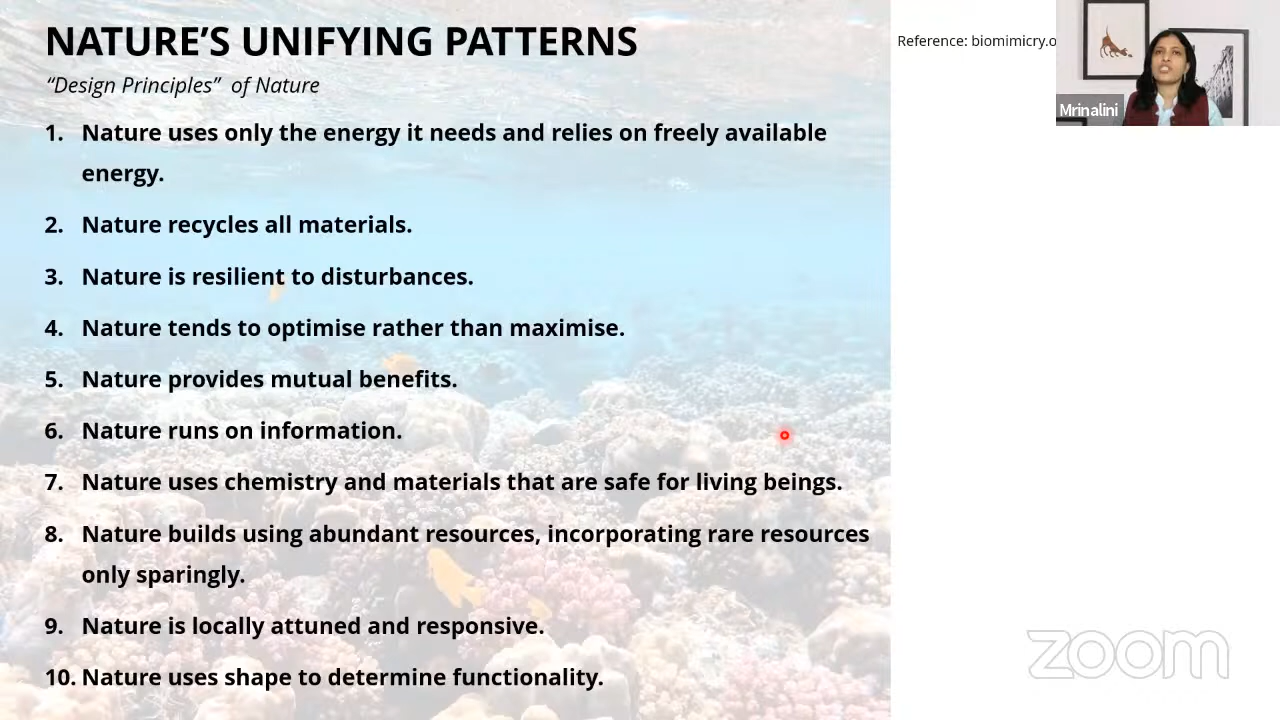 NATURE’S UNIFYING PATTERNS
“Design Principles” of Nature
1. Nature uses only the energy it needs and relies on freely available
energy.
2. Nature recycles all materials.
3. Nature is resilient to disturbances.
4. Nature tends to optimise rather than maximise.
5. Nature provides mutual benefits.
6. Nature runs on information.
7. Nature uses chemistry and materials that are safe for living beings.
8. Nature builds using abundant resources, incorporating rare resources
only sparingly.
9. Nature is locally attuned and responsive.
10. Nature uses shape to determine functionality.
Reference: biomimicry.o
Mrinalini
zoom